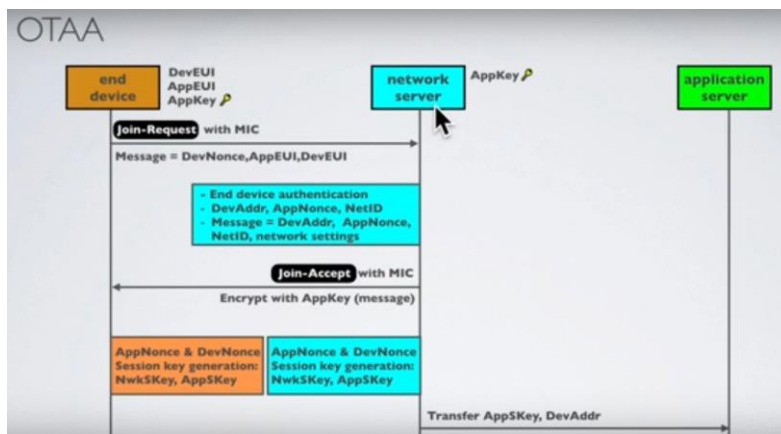 OTAA
end
device
DevEUI
AppEUI
AppKey
network
server
AppKey
application
server
Join-Request with MIC
Message = DevNonce,AppEUI,DevEUI
- End device authentication
- DevAddr, AppNonce, NetID
- Message = DevAddr, AppNonce,
NetID, network settings
Join-Accept with MIC
Encrypt with AppKey (message)
AppNonce & DevNonce
Session key generation:
NwkSKey, AppSKey
AppNonce & DevNonce
Session key generation:
NwkSKey, AppSKey
Transfer AppSKey, DevAddr